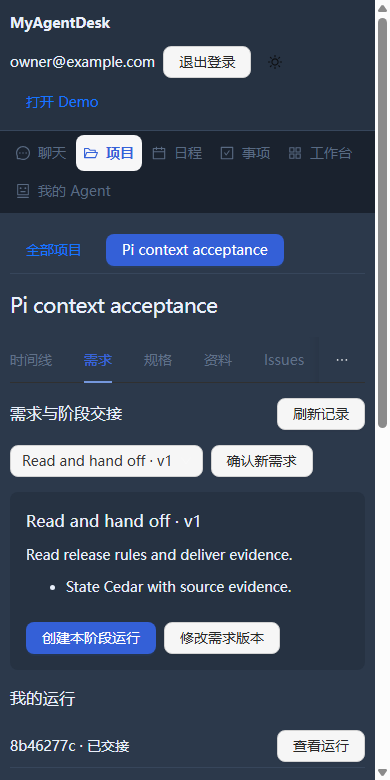 MyAgentDesk
owner@example.com 退出登录
打开 Demo
聊天 项目 日程 事项 工作台
我的 Agent
全部项目 Pi context acceptance
Pi context acceptance
时间线 需求 规格 资料 Issues ···
需求与阶段交接 刷新记录
Read and hand off · v1 确认新需求
Read and hand off · v1
Read release rules and deliver evidence.
• State Cedar with source evidence.
创建本阶段运行 修改需求版本
我的运行
8b46277c · 已交接 查看运行